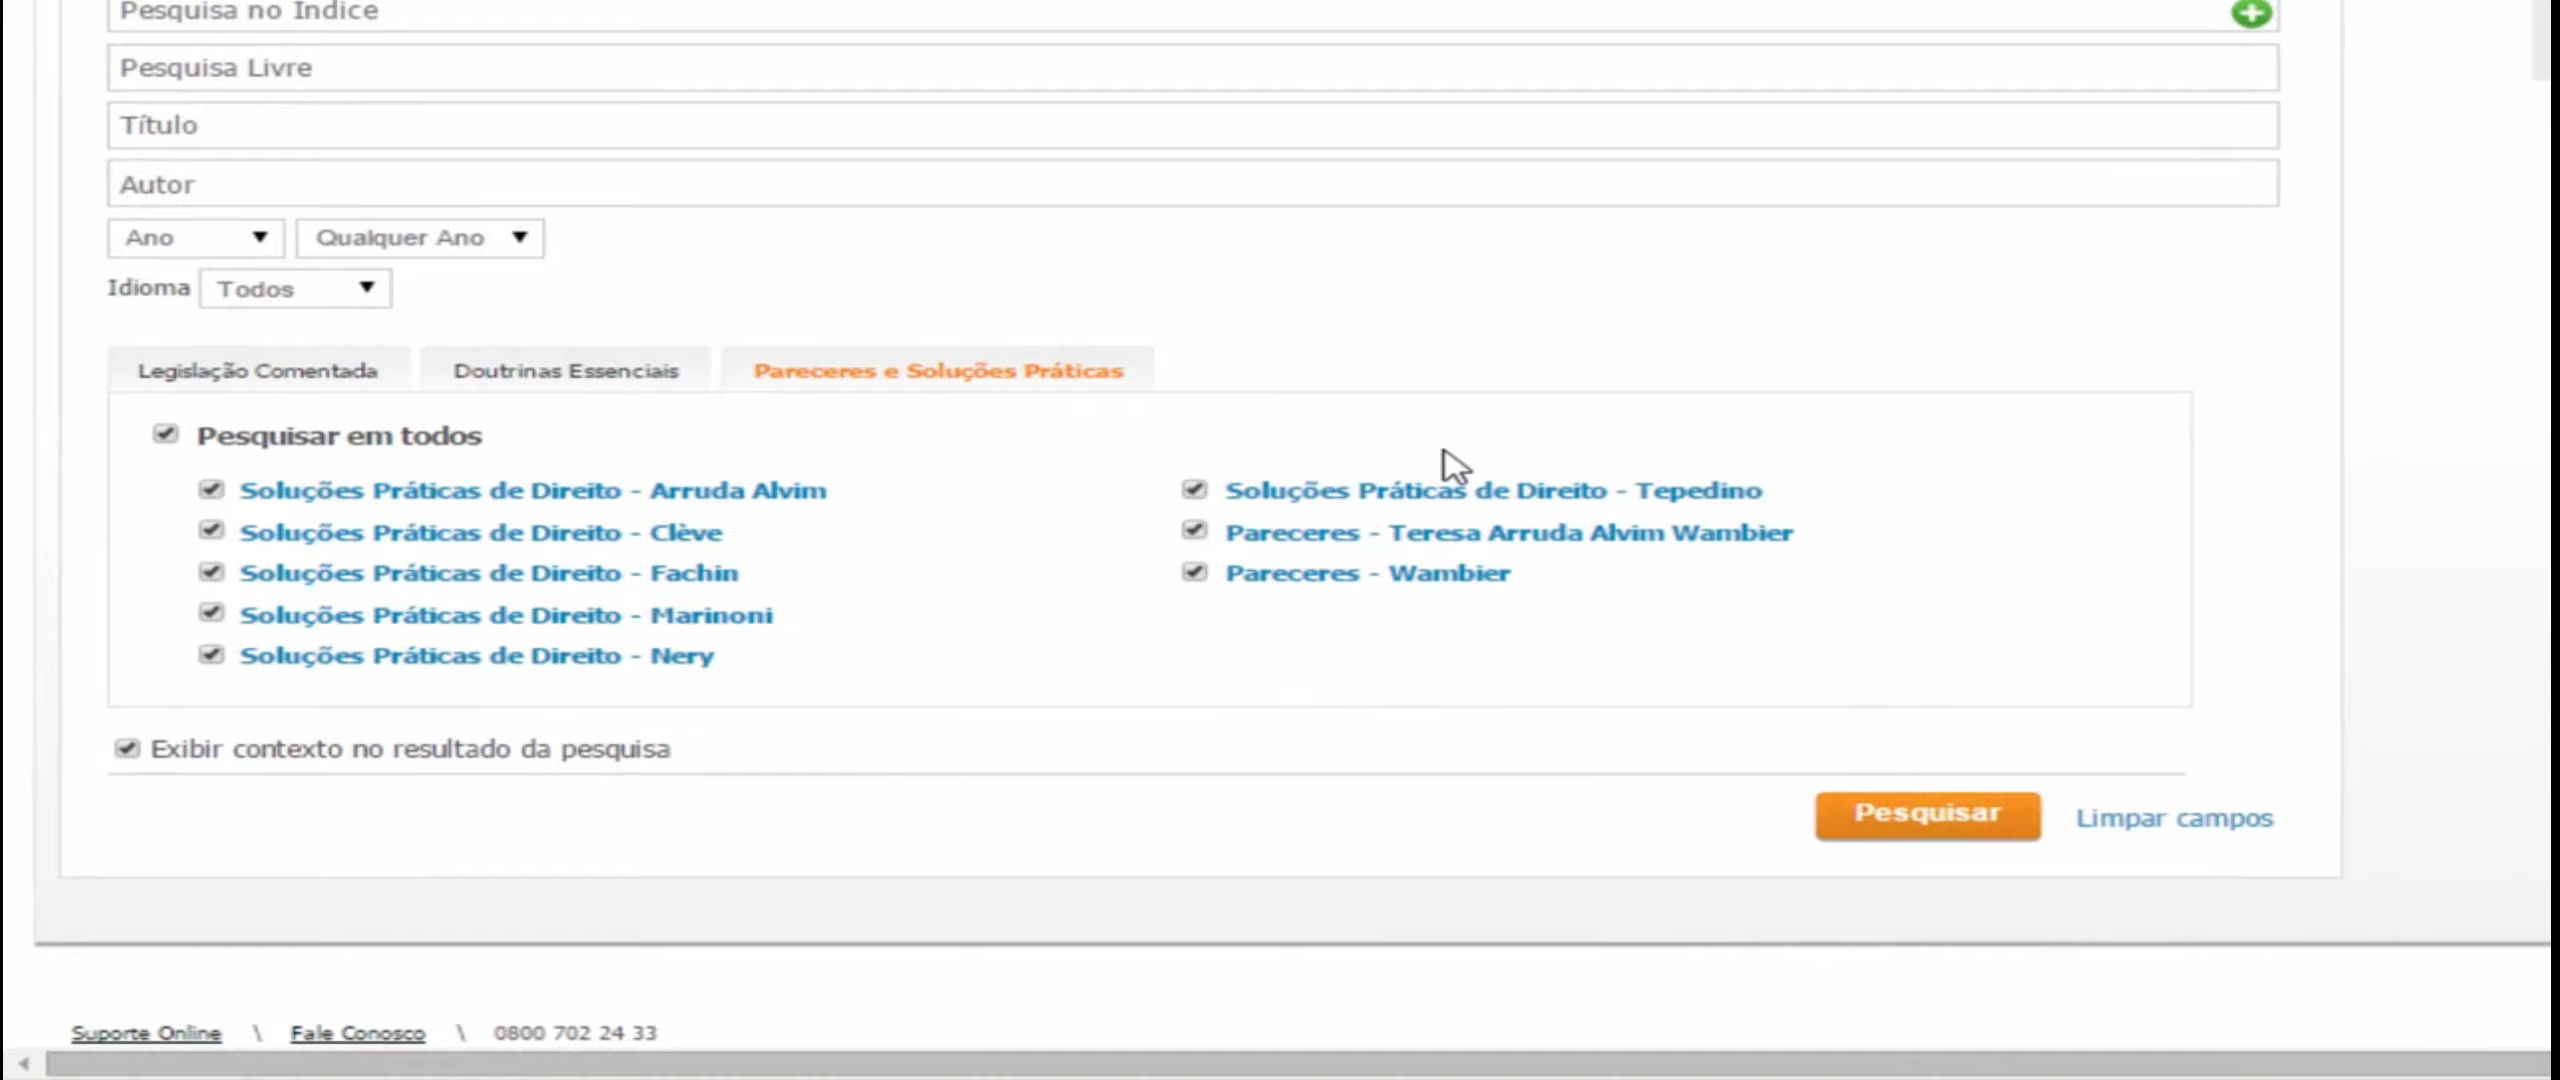 Pesquisa no Índice
Pesquisa Livre
Título
Autor
Ano Qualquer Ano
Idioma Todos
Legislação Comentada Doutrinas Essenciais Pareceres e Soluções Práticas
Pesquisar em todos
Soluções Práticas de Direito - Arruda Alvim
Soluções Práticas de Direito - Clève
Soluções Práticas de Direito - Fachin
Soluções Práticas de Direito - Marinoni
Soluções Práticas de Direito - Nery
Soluções Práticas de Direito - Tepedino
Pareceres - Teresa Arruda Alvim Wambier
Pareceres - Wambier
Exibir contexto no resultado da pesquisa
Pesquisar Limpar campos
Suporte Online \ Fale Conosco \ 0800 702 24 33